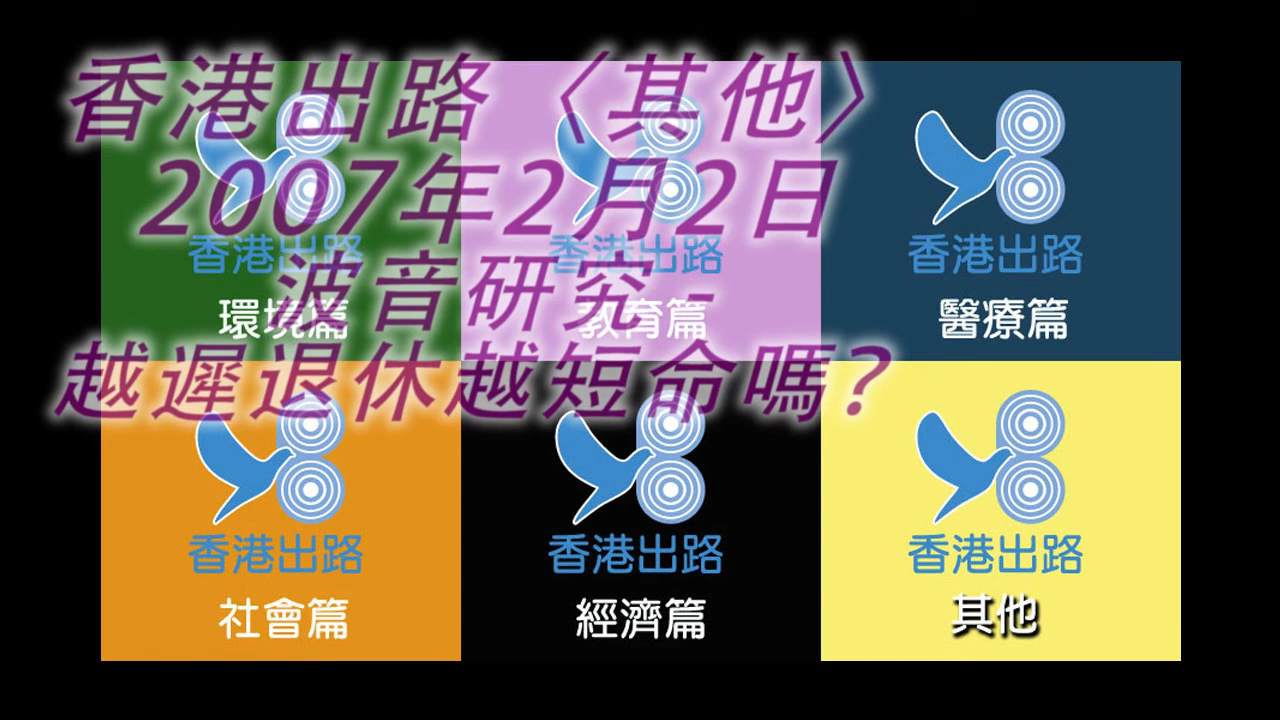 香港出路〈其他〉
2007年2月2日
波音研究 -
越遲退休越短命嗎?
香港出路
環境篇
香港出路
教育篇
香港出路
醫療篇
香港出路
社會篇
香港出路
經濟篇
香港出路
其他